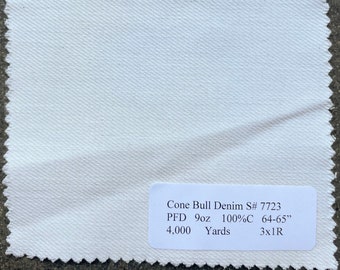 Cone Bull Denim S# 7723
PFD 9oz 100%C 64-65"
4,000 Yards 3x1R